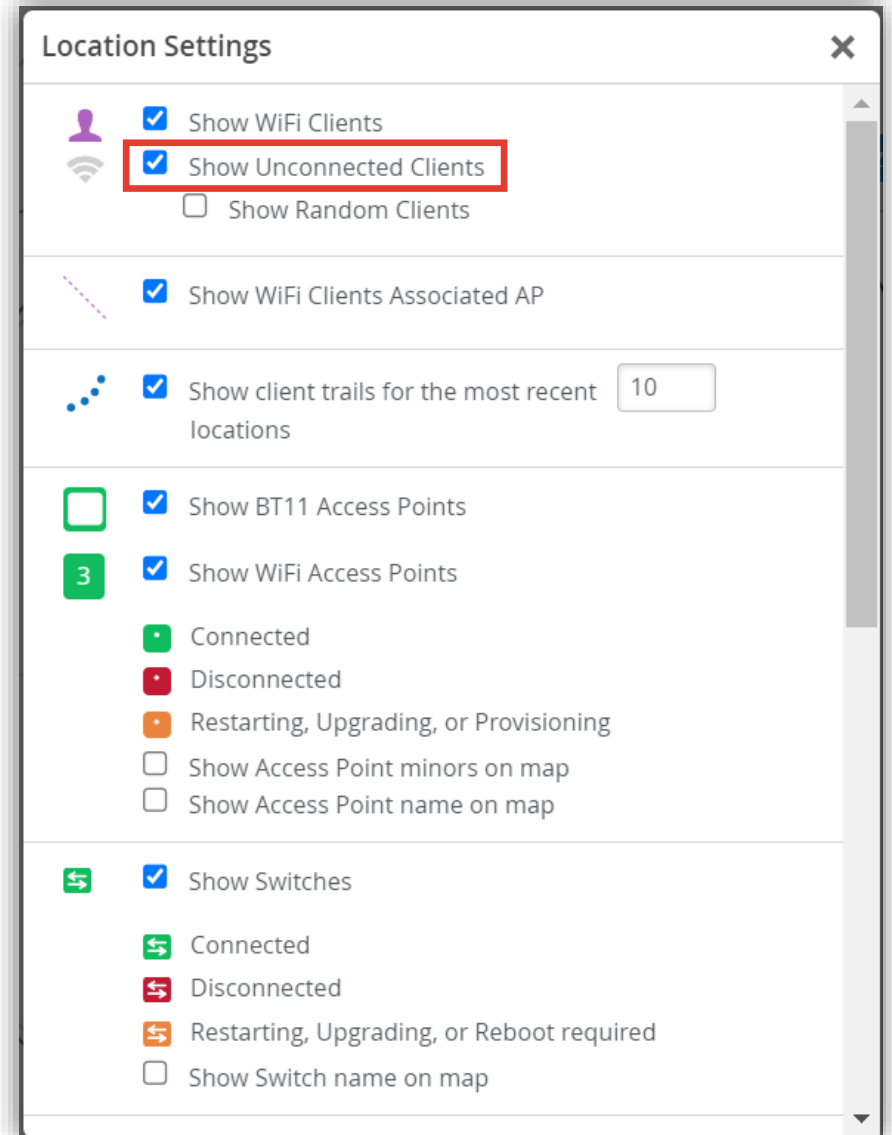 Location Settings
Show WiFi Clients
Show Unconnected Clients
Show Random Clients
Show WiFi Clients Associated AP
Show client trails for the most recent 10
locations
Show BT11 Access Points
3 Show WiFi Access Points
Connected
Disconnected
Restarting, Upgrading, or Provisioning
Show Access Point minors on map
Show Access Point name on map
Show Switches
Connected
Disconnected
Restarting, Upgrading, or Reboot required
Show Switch name on map